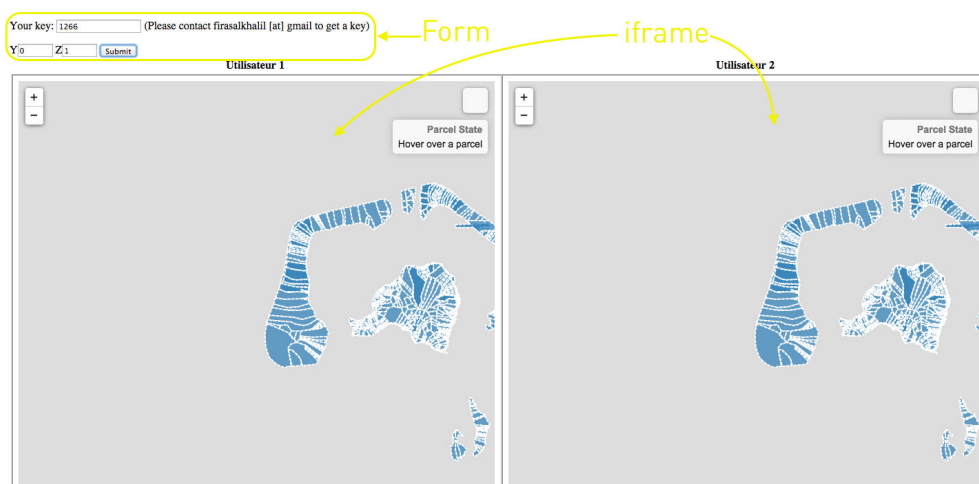 Your key: 1266 (Please contact firasalkhalil [at] gmail to get a key)
Form
iframe
Y 0 Z 1 Submit
Utilisateur 1
Utilisateur 2
+
−
Parcel State
Hover over a parcel
+
−
Parcel State
Hover over a parcel